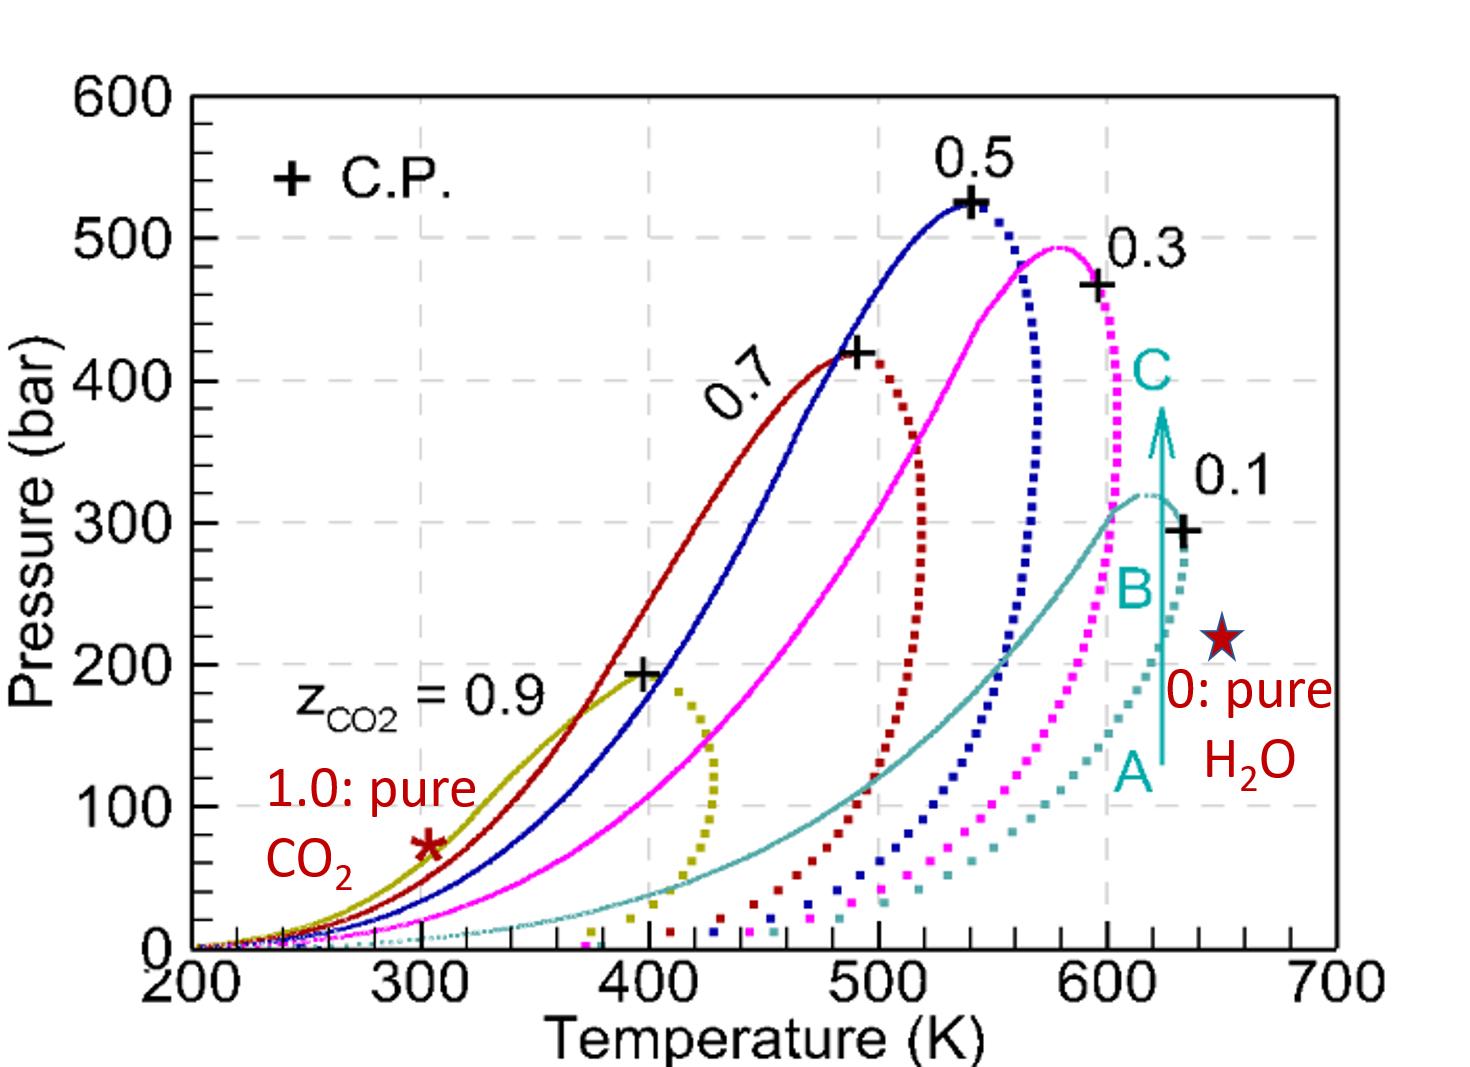 600
500
400
300
200
100
0
Pressure (bar)
+ C.P.
0.5
0.3
0.7
C
0.1
B
z_CO2 = 0.9
0: pure
H₂O
A
1.0: pure
CO₂
200 300 400 500 600 700
Temperature (K)